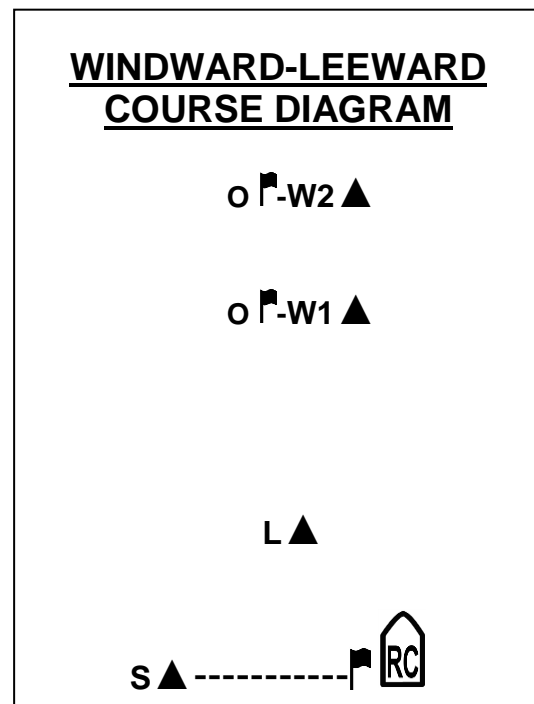 WINDWARD-LEEWARD
COURSE DIAGRAM
O -W2
O -W1
L
S
RC